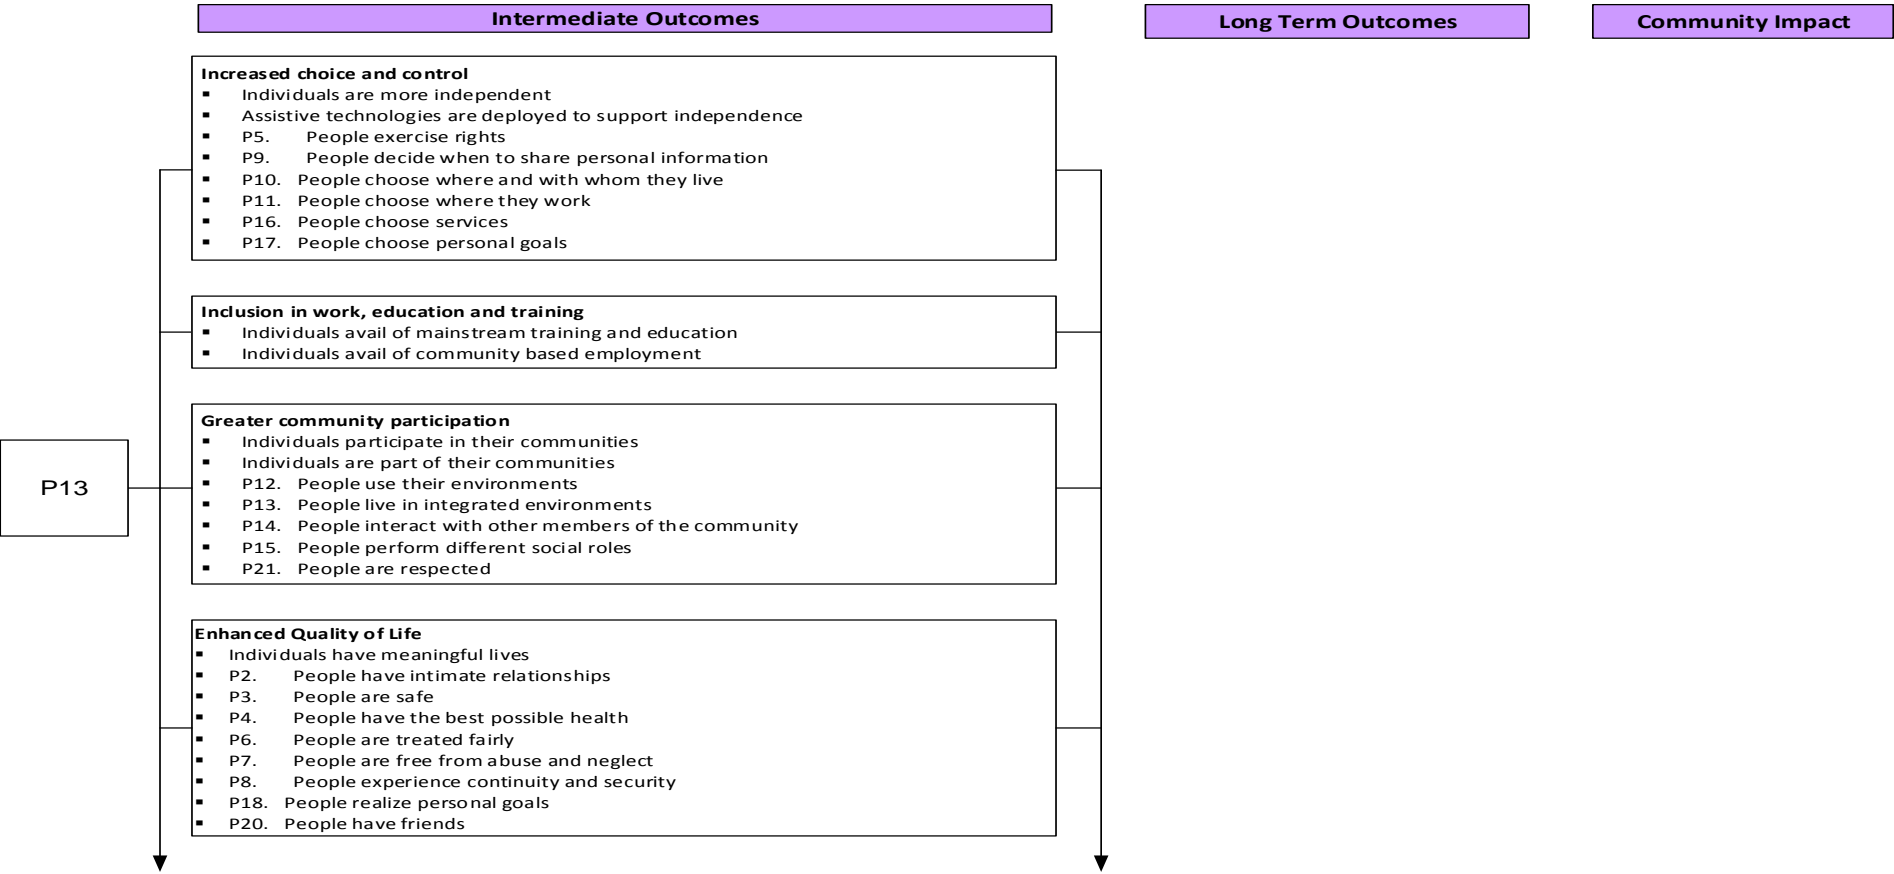 Intermediate Outcomes
Long Term Outcomes
Community Impact
Increased choice and control
▪ Individuals are more independent
▪ Assistive technologies are deployed to support independence
▪ P5. People exercise rights
▪ P9. People decide when to share personal information
▪ P10. People choose where and with whom they live
▪ P11. People choose where they work
▪ P16. People choose services
▪ P17. People choose personal goals
Inclusion in work, education and training
▪ Individuals avail of mainstream training and education
▪ Individuals avail of community based employment
P13
Greater community participation
▪ Individuals participate in their communities
▪ Individuals are part of their communities
▪ P12. People use their environments
▪ P13. People live in integrated environments
▪ P14. People interact with other members of the community
▪ P15. People perform different social roles
▪ P21. People are respected
Enhanced Quality of Life
▪ Individuals have meaningful lives
▪ P2. People have intimate relationships
▪ P3. People are safe
▪ P4. People have the best possible health
▪ P6. People are treated fairly
▪ P7. People are free from abuse and neglect
▪ P8. People experience continuity and security
▪ P18. People realize personal goals
▪ P20. People have friends